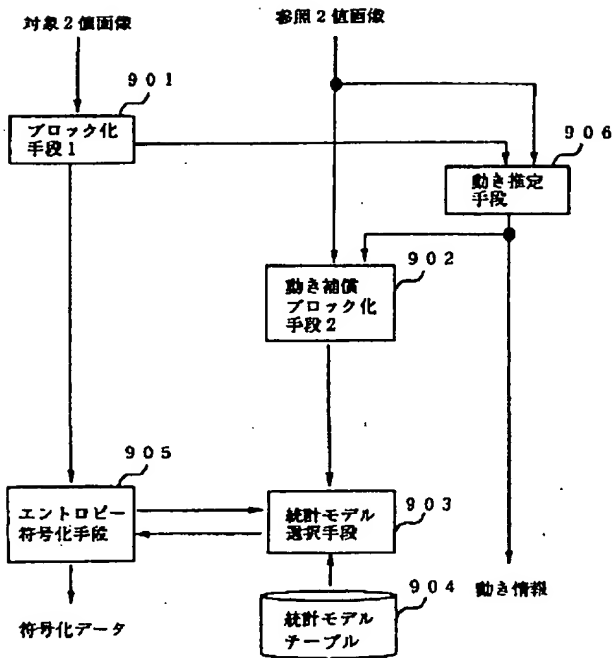 対象2値画像
参照2値画像
901
ブロック化
手段1
906
動き推定
手段
902
動き補償
ブロック化
手段2
905
エントロピー
符号化手段
903
統計モデル
選択手段
904
統計モデル
テーブル
動き情報
符号化データ